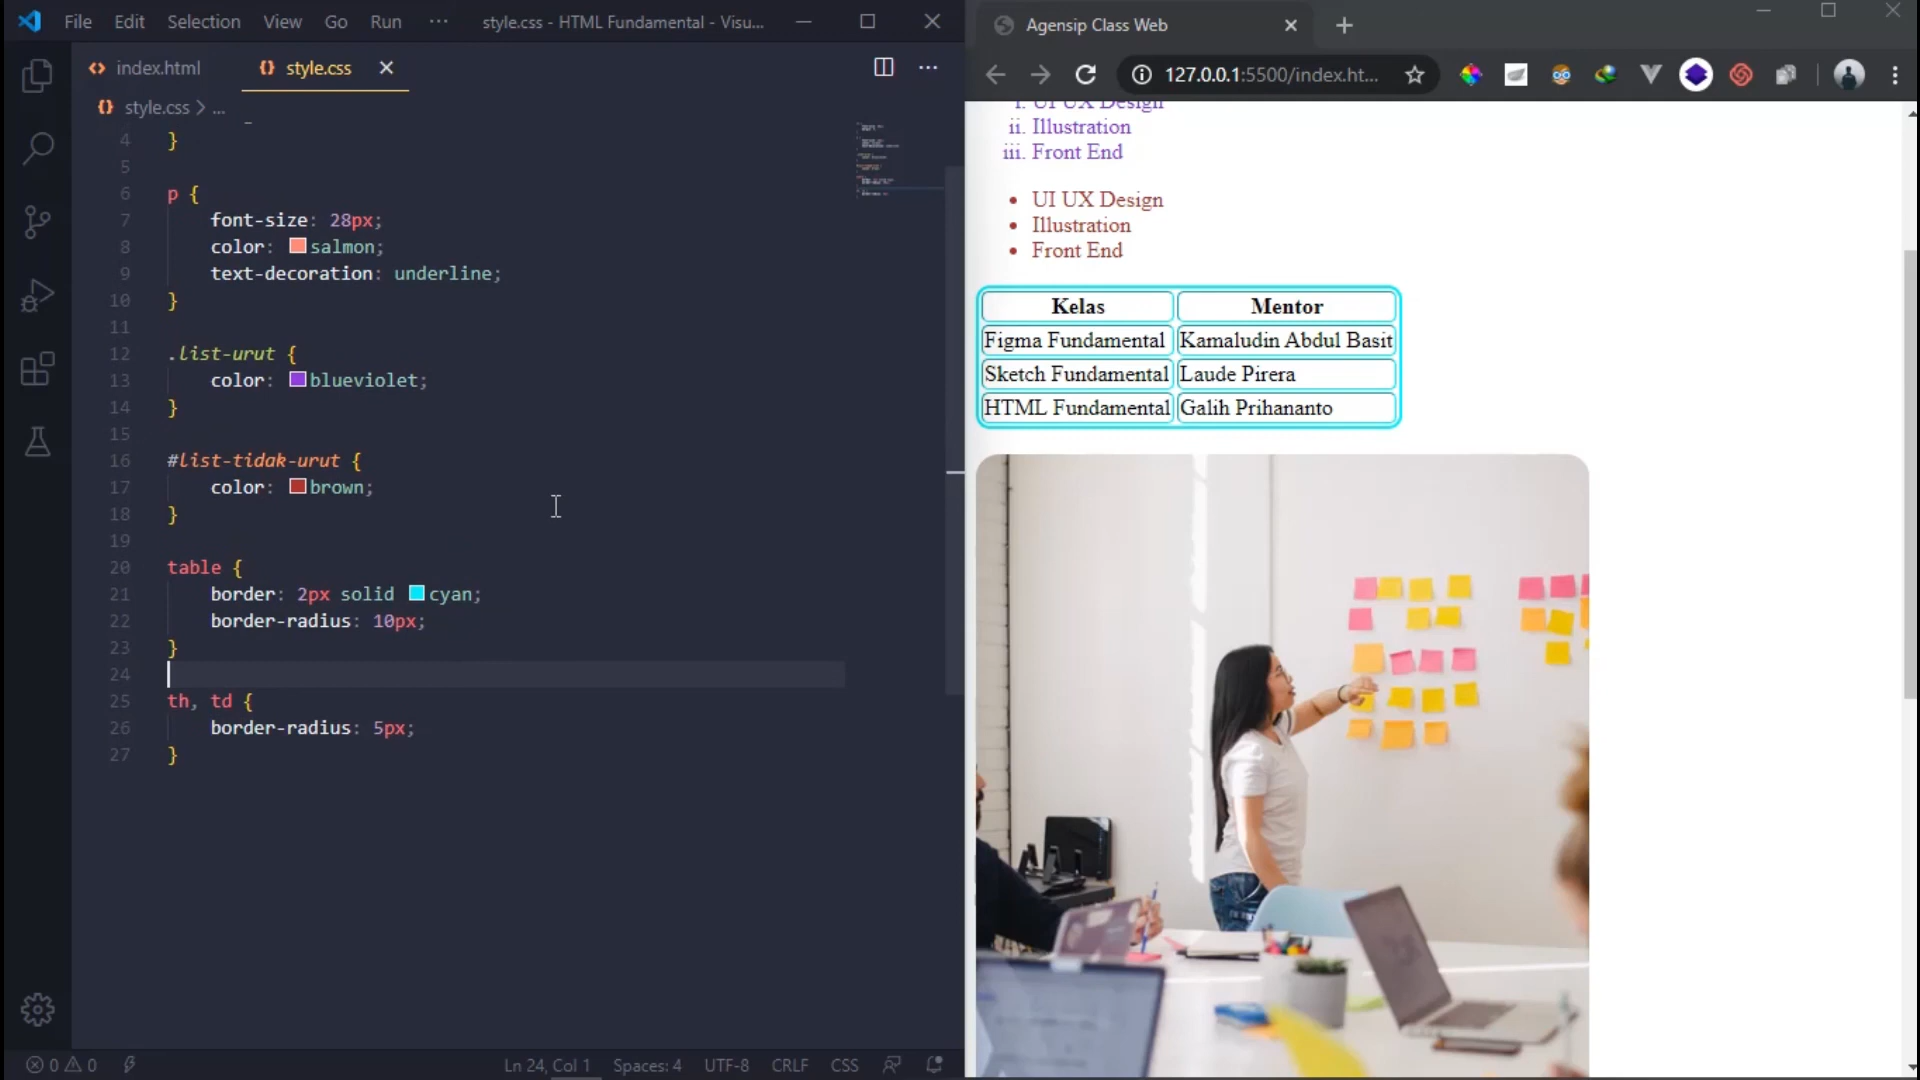 File Edit Selection View Go Run ··· style.css - HTML Fundamental - Visu...
index.html
style.css
style.css > ...
4 }
5
6 p {
7 font-size: 28px;
8 color: salmon;
9 text-decoration: underline;
10 }
11
12 .list-urut {
13 color: blueviolet;
14 }
15
16 #list-tidak-urut {
17 color: brown;
18 }
19
20 table {
21 border: 2px solid cyan;
22 border-radius: 10px;
23 }
24
25 th, td {
26 border-radius: 5px;
27 }
0 0 Ln 24, Col 1 Spaces: 4 UTF-8 CRLF CSS
Agensip Class Web
127.0.0.1:5500/index.ht...
i. UI UX Design
ii. Illustration
iii. Front End
• UI UX Design
• Illustration
• Front End
Kelas Mentor
Figma Fundamental Kamaludin Abdul Basit
Sketch Fundamental Laude Pirera
HTML Fundamental Galih Prihananto